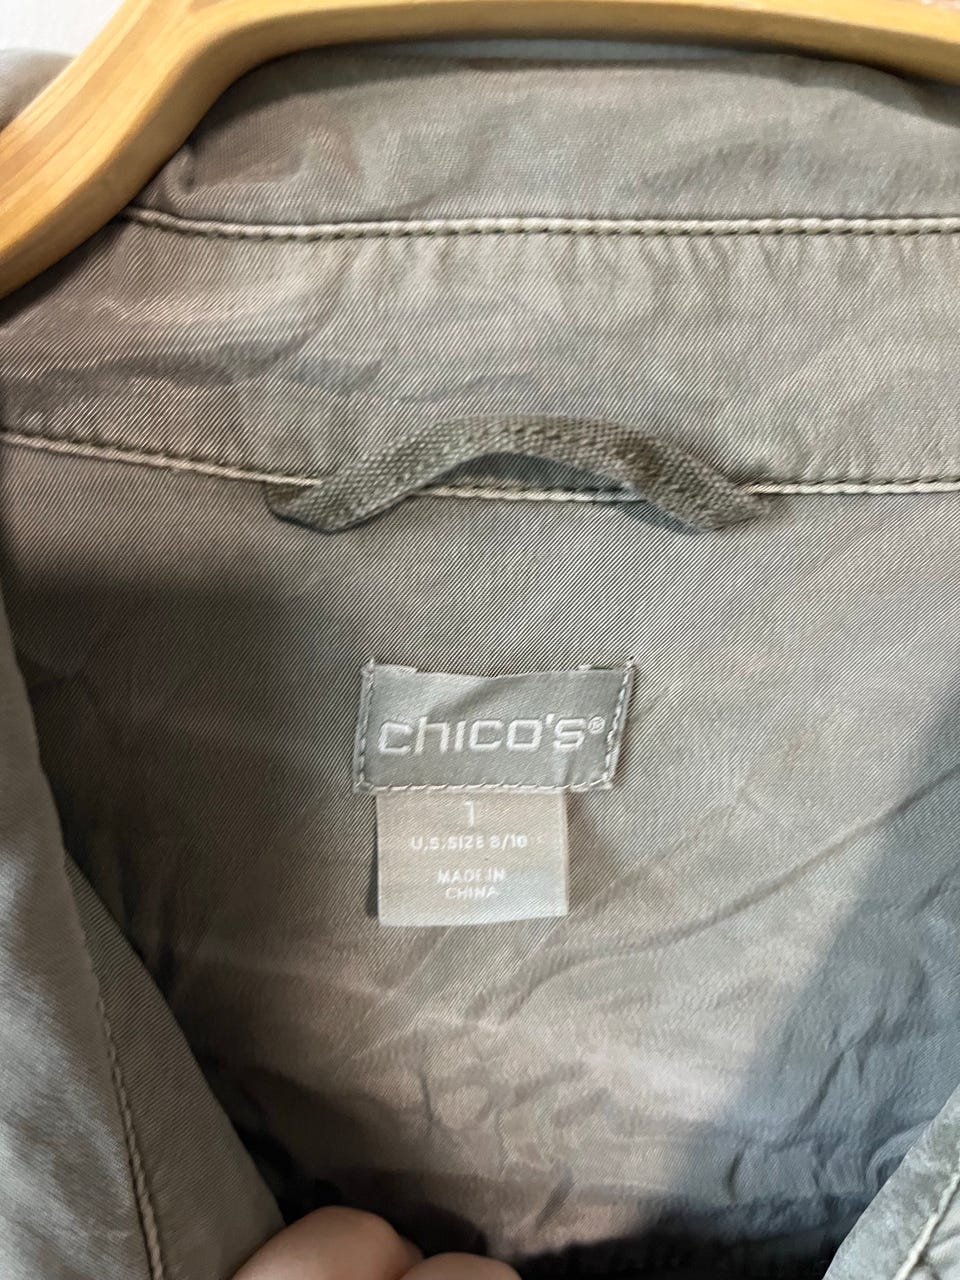 chico's®
1
U.S. SIZE 8/10
MADE IN
CHINA